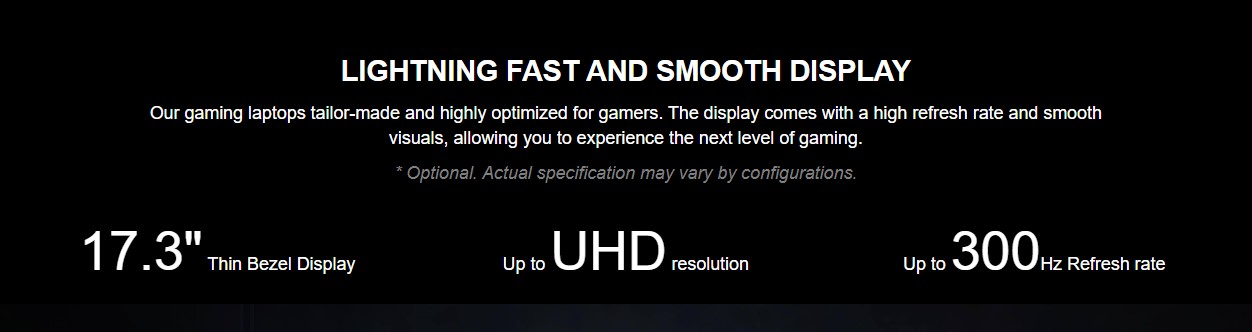 LIGHTNING FAST AND SMOOTH DISPLAY
Our gaming laptops tailor-made and highly optimized for gamers. The display comes with a high refresh rate and smooth
visuals, allowing you to experience the next level of gaming.
* Optional. Actual specification may vary by configurations.
17.3" Thin Bezel Display
Up to UHD resolution
Up to 300Hz Refresh rate